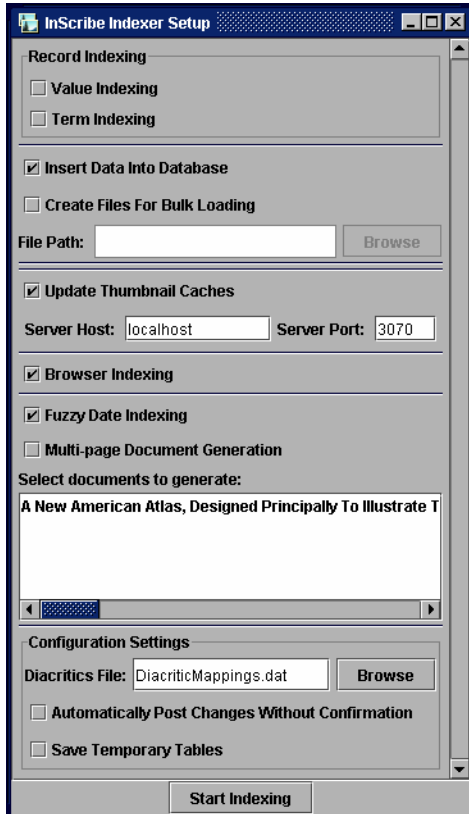 InScribe Indexer Setup
Record Indexing
Value Indexing
Term Indexing
Insert Data Into Database
Create Files For Bulk Loading
File Path: Browse
Update Thumbnail Caches
Server Host: localhost Server Port: 3070
Browser Indexing
Fuzzy Date Indexing
Multi-page Document Generation
Select documents to generate:
A New American Atlas, Designed Principally To Illustrate T
Configuration Settings
Diacritics File: DiacriticMappings.dat Browse
Automatically Post Changes Without Confirmation
Save Temporary Tables
Start Indexing